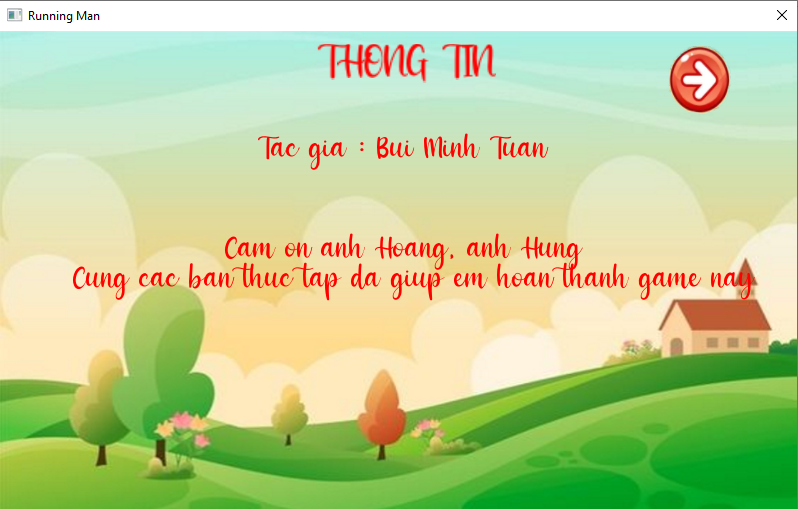 Running Man
THONG TIN
Tac gia : Bui Minh Tuan
Cam on anh Hoang, anh Hung
Cung cac ban thuc tap da giup em hoan thanh game nay